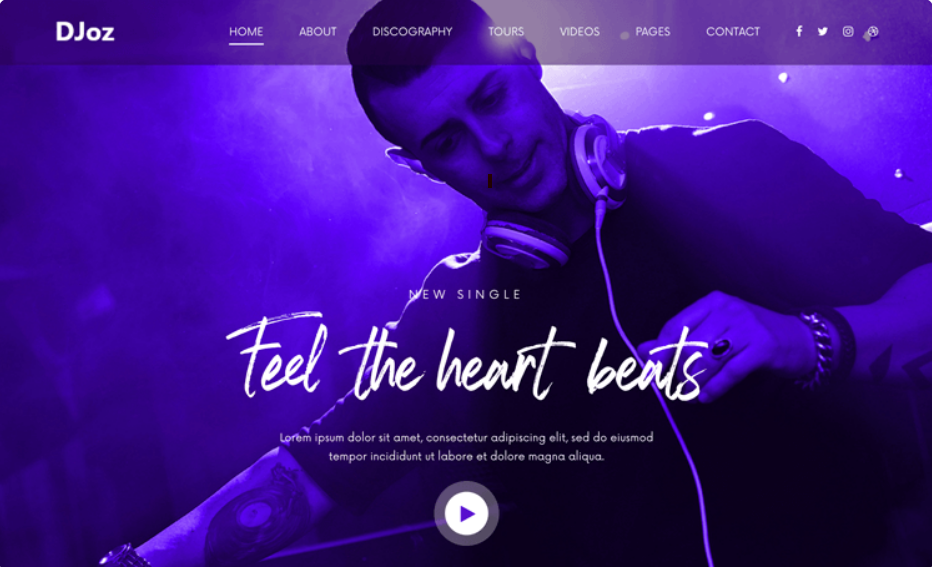 DJoz
HOME ABOUT DISCOGRAPHY TOURS VIDEOS PAGES CONTACT
NEW SINGLE
Feel the heart beats
Lorem ipsum dolor sit amet, consectetur adipiscing elit, sed do eiusmod
tempor incididunt ut labore et dolore magna aliqua.